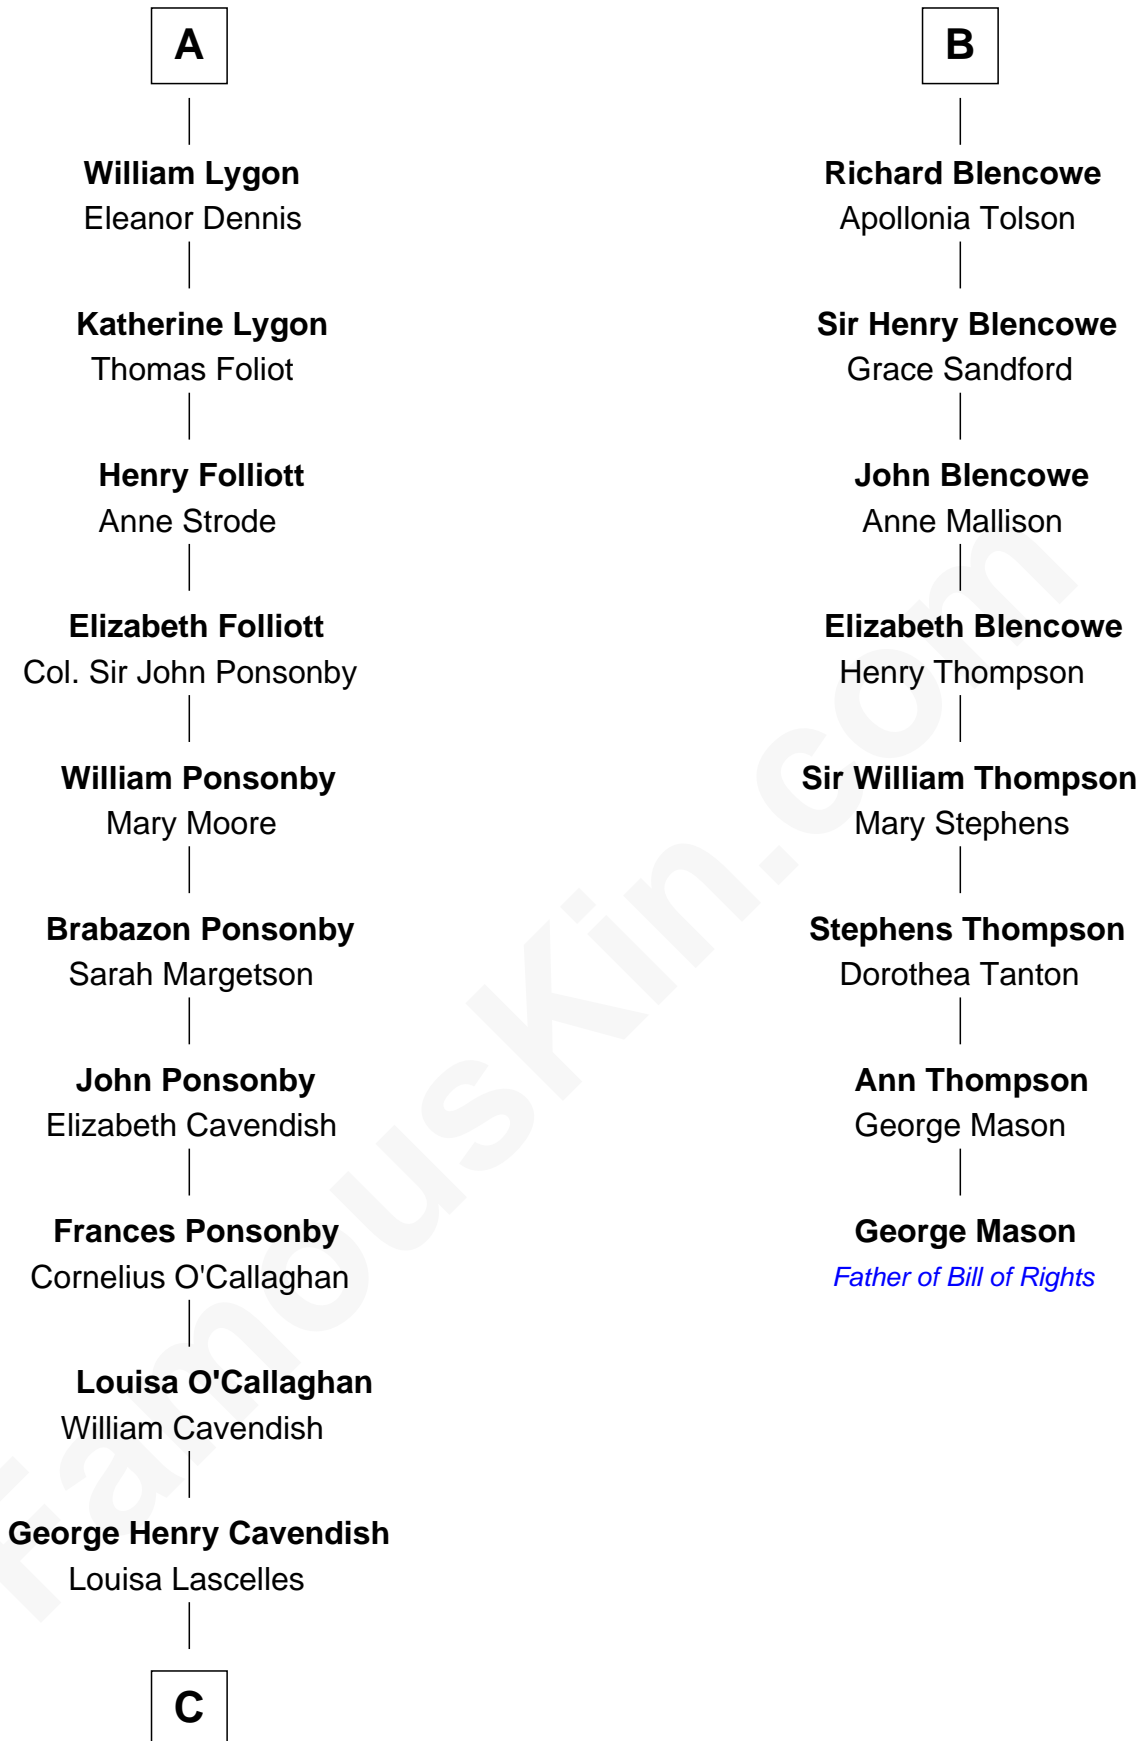 A
William Lygon
Eleanor Dennis
Katherine Lygon
Thomas Foliot
Henry Folliott
Anne Strode
Elizabeth Folliott
Col. Sir John Ponsonby
William Ponsonby
Mary Moore
Brabazon Ponsonby
Sarah Margetson
John Ponsonby
Elizabeth Cavendish
Frances Ponsonby
Cornelius O'Callaghan
Louisa O'Callaghan
William Cavendish
George Henry Cavendish
Louisa Lascelles
C
B
Richard Blencowe
Apollonia Tolson
Sir Henry Blencowe
Grace Sandford
John Blencowe
Anne Mallison
Elizabeth Blencowe
Henry Thompson
Sir William Thompson
Mary Stephens
Stephens Thompson
Dorothea Tanton
Ann Thompson
George Mason
George Mason
Father of Bill of Rights
FamousKin.com